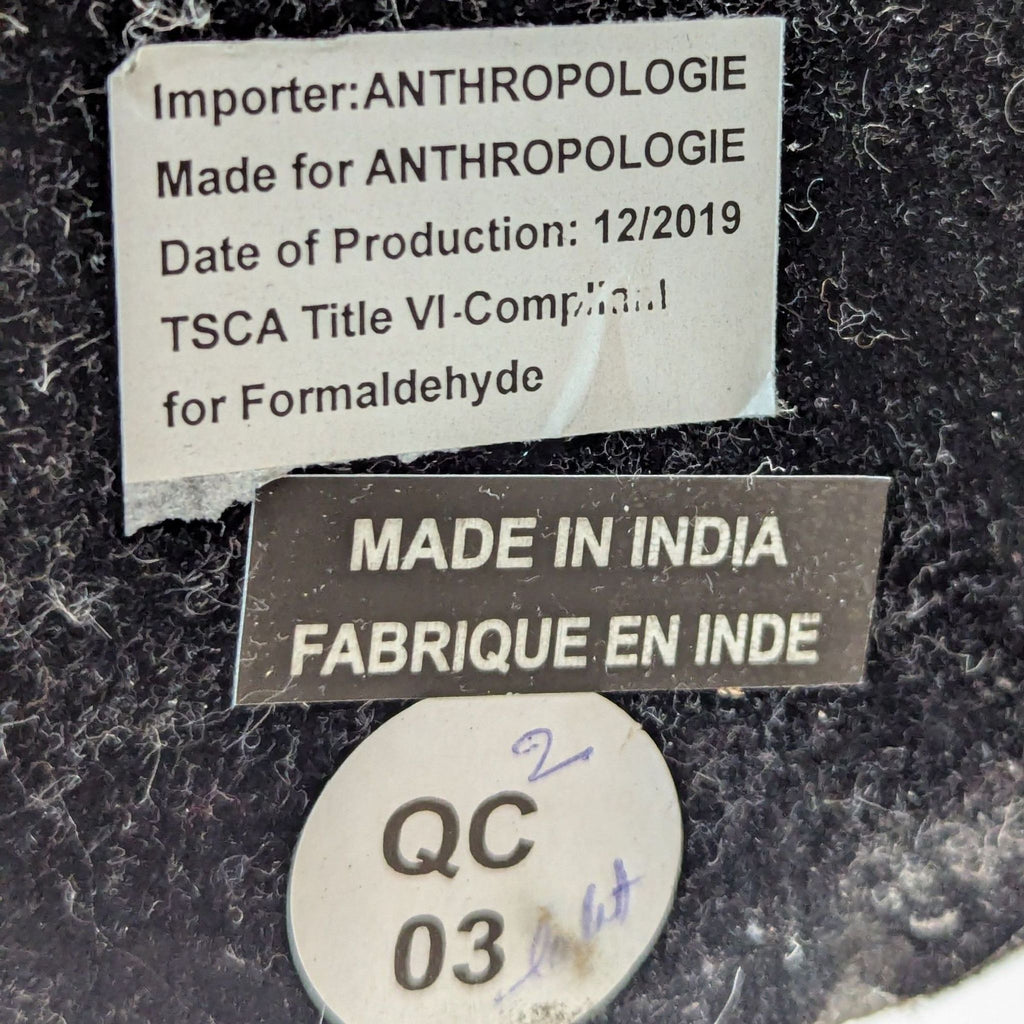 Importer:ANTHROPOLOGIE
Made for ANTHROPOLOGIE
Date of Production: 12/2019
TSCA Title VI-Compliant
for Formaldehyde
MADE IN INDIA
FABRIQUE EN INDE
2
QC
03